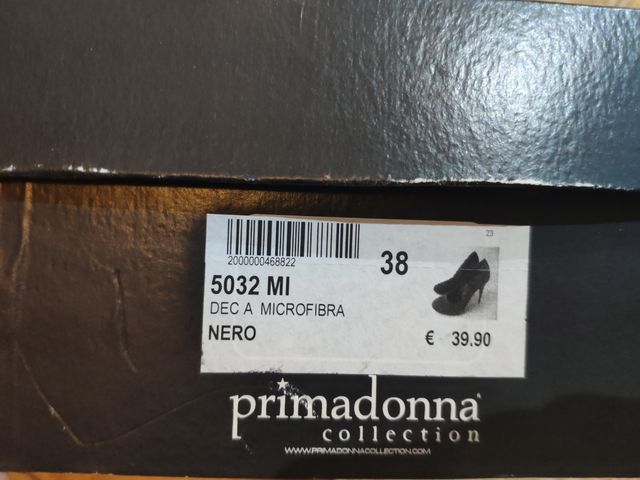 23
2000000468822
38
5032 MI
DEC A MICROFIBRA
NERO
€ 39.90
primadonna
collection
WWW.PRIMADONNACOLLECTION.COM